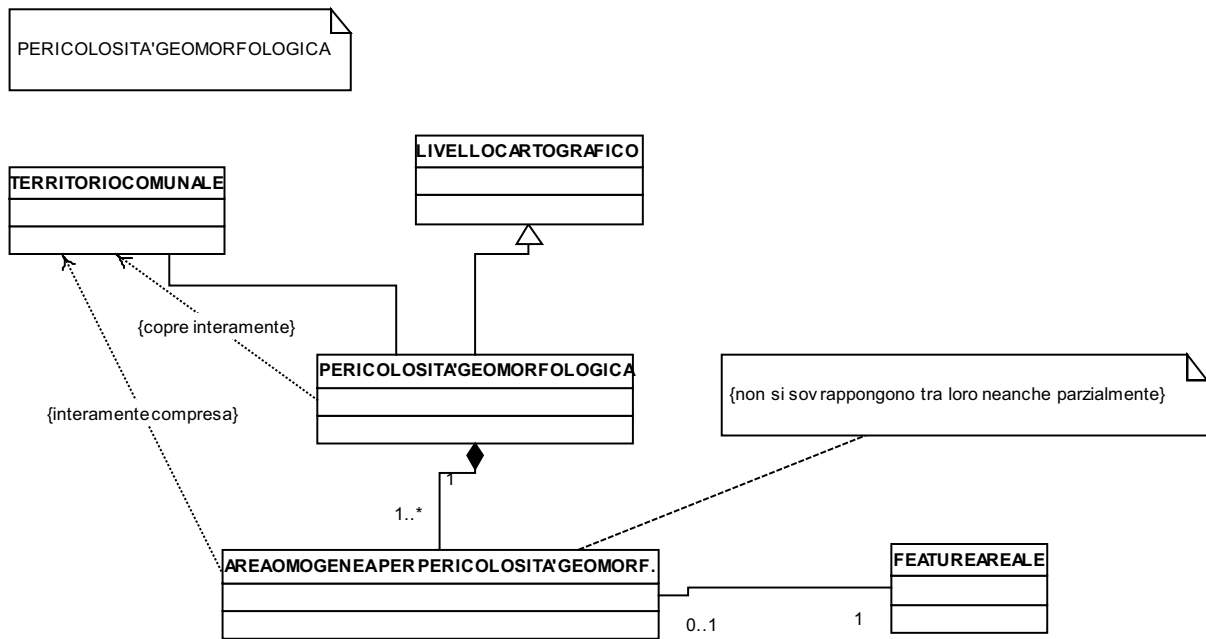 PERICOLOSITA'GEOMORFOLOGICA
LIVELLOCARTOGRAFICO
TERRITORIOCOMUNALE
{copre interamente}
PERICOLOSITA'GEOMORFOLOGICA
{non si sovrappongono tra loro neanche parzialmente}
{interamente compresa}
1
1..*
AREAOMOGENEAPER PERICOLOSITA'GEOMORF.
FEATUREAREALE
0..1
1